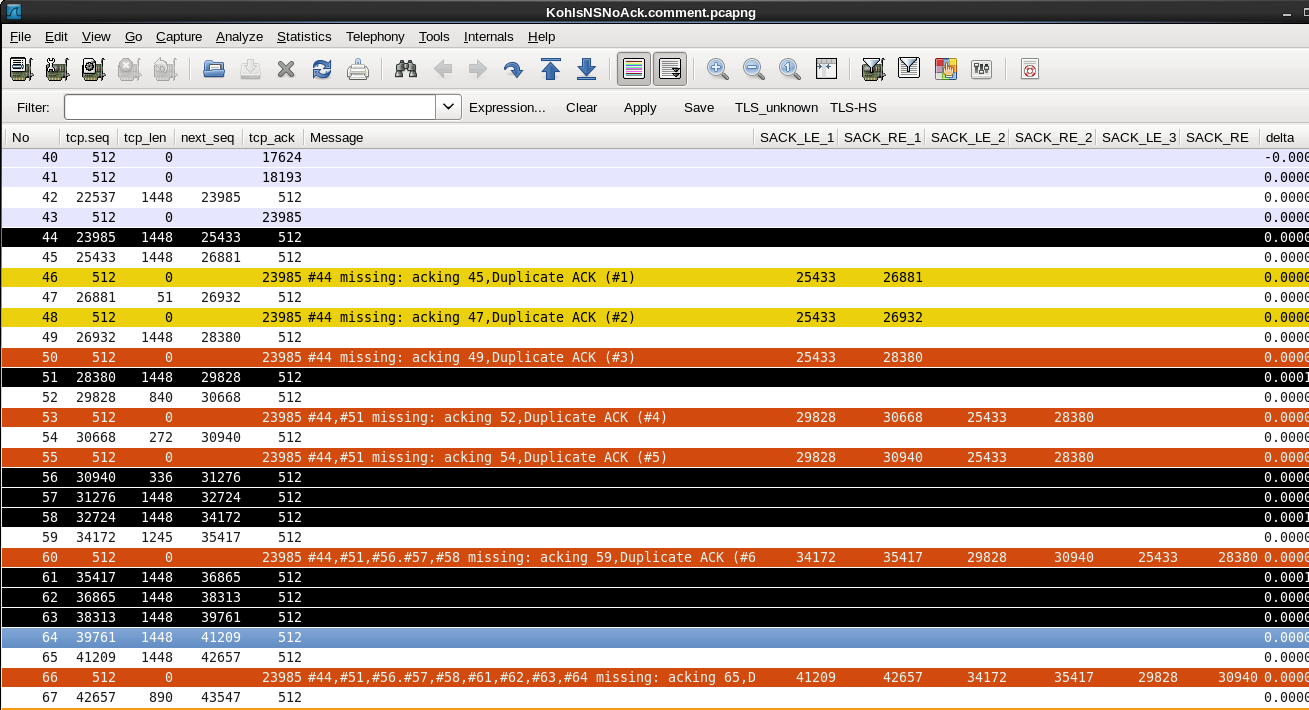 KohlsNSNoAck.comment.pcapng
File Edit View Go Capture Analyze Statistics Telephony Tools Internals Help
Filter: Expression... Clear Apply Save TLS_unknown TLS-HS
No tcp.seq tcp_len next_seq tcp_ack Message SACK_LE_1 SACK_RE_1 SACK_LE_2 SACK_RE_2 SACK_LE_3 SACK_RE delta
40 512 0 17624 -0.000
41 512 0 18193 0.0000
42 22537 1448 23985 512 0.0000
43 512 0 23985 0.0000
44 23985 1448 25433 512 0.0000
45 25433 1448 26881 512 0.0000
46 512 0 23985 #44 missing: acking 45,Duplicate ACK (#1) 25433 26881 0.0000
47 26881 51 26932 512 0.0000
48 512 0 23985 #44 missing: acking 47,Duplicate ACK (#2) 25433 26932 0.0000
49 26932 1448 28380 512 0.0000
50 512 0 23985 #44 missing: acking 49,Duplicate ACK (#3) 25433 28380 0.0000
51 28380 1448 29828 512 0.0001
52 29828 840 30668 512 0.0000
53 512 0 23985 #44,#51 missing: acking 52,Duplicate ACK (#4) 29828 30668 25433 28380 0.0000
54 30668 272 30940 512 0.0000
55 512 0 23985 #44,#51 missing: acking 54,Duplicate ACK (#5) 29828 30940 25433 28380 0.0000
56 30940 336 31276 512 0.0000
57 31276 1448 32724 512 0.0000
58 32724 1448 34172 512 0.0001
59 34172 1245 35417 512 0.0000
60 512 0 23985 #44,#51,#56.#57,#58 missing: acking 59,Duplicate ACK (#6 34172 35417 29828 30940 25433 28380 0.0000
61 35417 1448 36865 512 0.0001
62 36865 1448 38313 512 0.0000
63 38313 1448 39761 512 0.0000
64 39761 1448 41209 512 0.0000
65 41209 1448 42657 512 0.0000
66 512 0 23985 #44,#51,#56.#57,#58,#61,#62,#63,#64 missing: acking 65,D 41209 42657 34172 35417 29828 30940 0.0000
67 42657 890 43547 512 0.0000